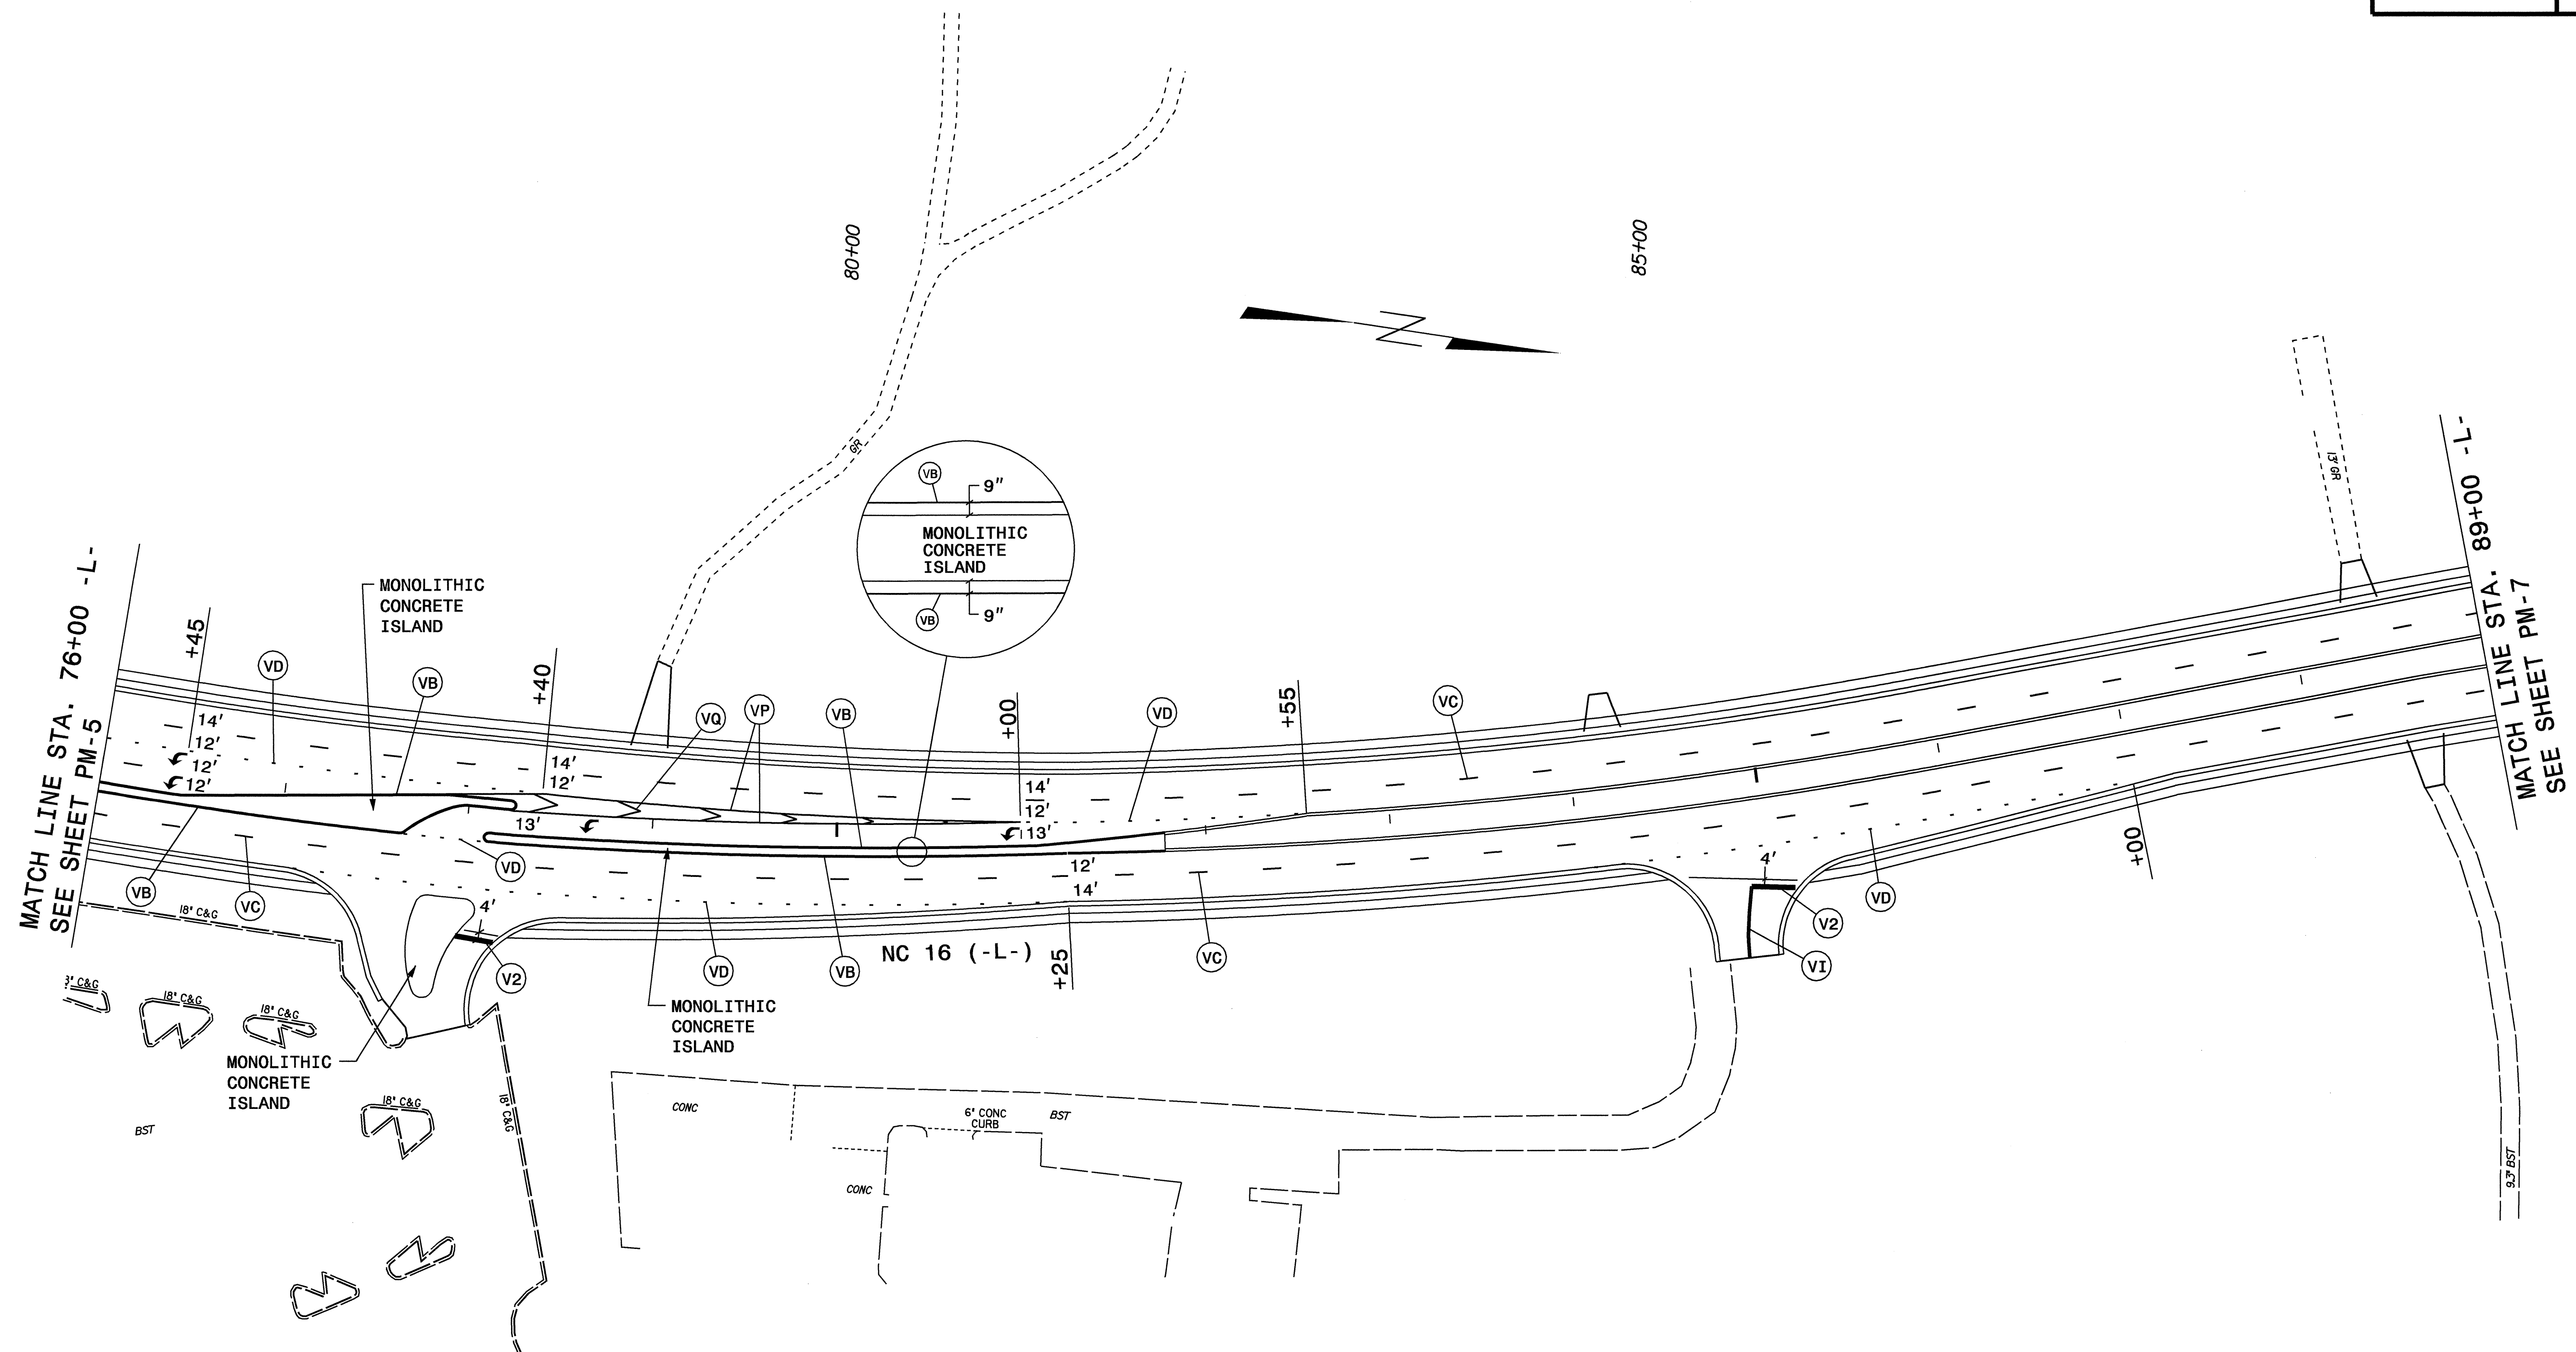 80+00
85+00
N
GR
13' GR
MATCH LINE STA. 76+00 -L-
SEE SHEET PM-5
MATCH LINE STA. 89+00 -L-
SEE SHEET PM-7
VB
9"
MONOLITHIC
CONCRETE
ISLAND
VB
9"
MONOLITHIC
CONCRETE
ISLAND
+45
VD
VB
+40
VQ
VP
VB
+00
VD
+55
VC
14'
12'
12'
12'
14'
12'
13'
14'
12'
13'
12'
14'
VB
VC
18" C&G
VD
4'
V2
VD
VB
NC 16 (-L-)
+25
VC
4'
V2
VI
VD
+00
MONOLITHIC
CONCRETE
ISLAND
MONOLITHIC
CONCRETE
ISLAND
18" C&G
18" C&G
18" C&G
18" C&G
BST
CONC
6" CONC
CURB
BST
CONC
9.3" BST